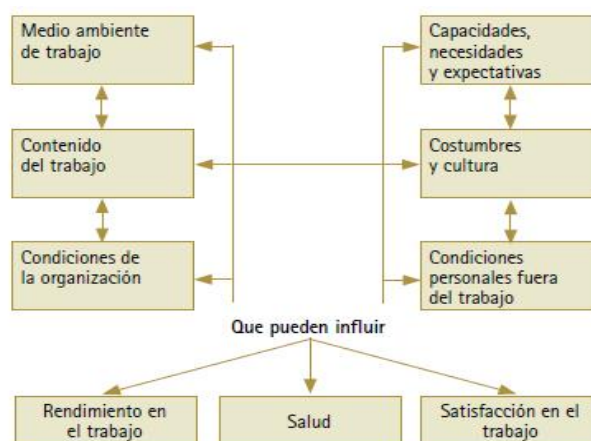 Medio ambiente
de trabajo
Capacidades,
necesidades
y expectativas
Contenido
del trabajo
Costumbres
y cultura
Condiciones de
la organización
Condiciones
personales fuera
del trabajo
Que pueden influir
Rendimiento en
el trabajo
Salud
Satisfacción en el
trabajo